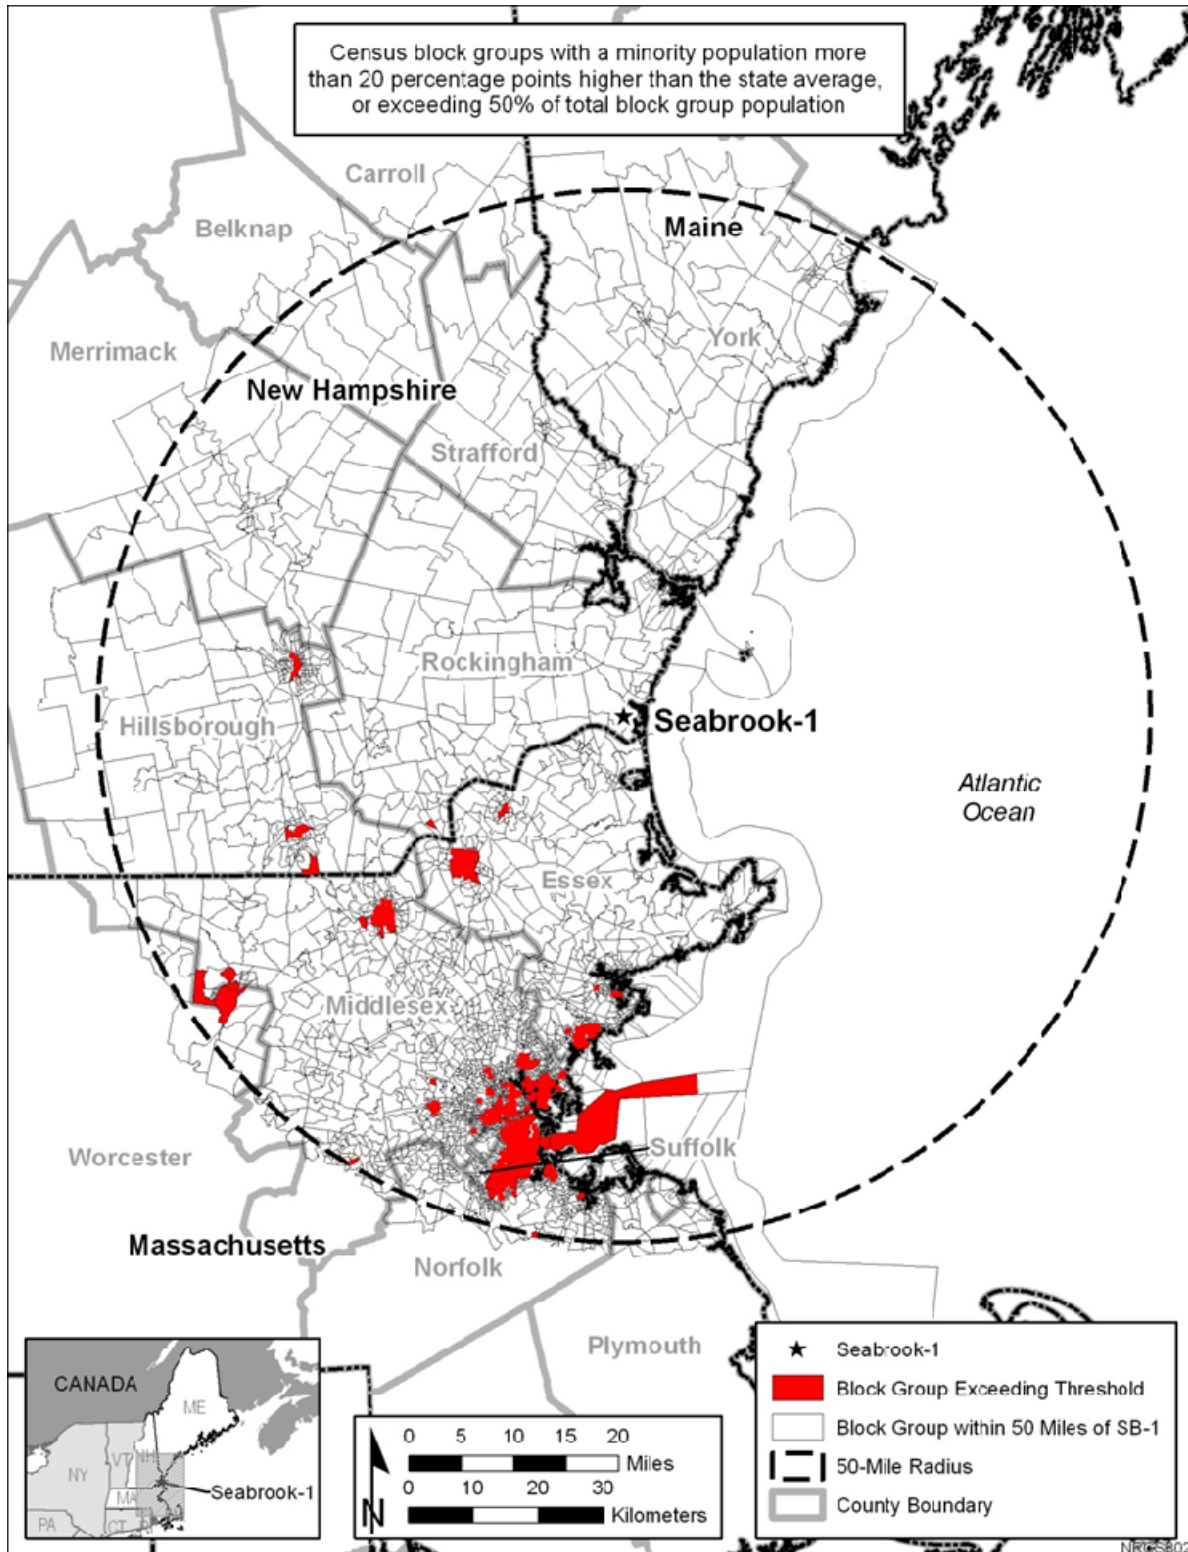 Census block groups with a minority population more
than 20 percentage points higher than the state average,
or exceeding 50% of total block group population
Carroll
Belknap
Maine
York
Merrimack
New Hampshire
Strafford
Rockingham
Hillsborough
Seabrook-1
Atlantic
Ocean
Essex
Middlesex
Suffolk
Worcester
Massachusetts
Norfolk
Plymouth
CANADA
ME
VT
NH
NY
MA
Seabrook-1
PA
CT
RI
0 5 10 15 20
Miles
0 10 20 30
Kilometers
N
Seabrook-1
Block Group Exceeding Threshold
Block Group within 50 Miles of SB-1
50-Mile Radius
County Boundary